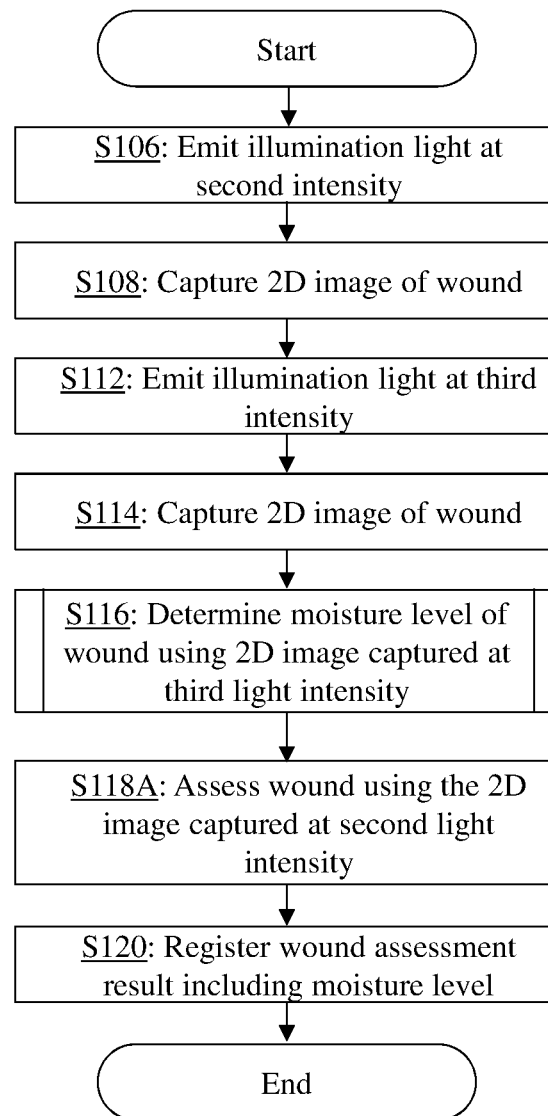 Start
S106: Emit illumination light at
second intensity
S108: Capture 2D image of wound
S112: Emit illumination light at third
intensity
S114: Capture 2D image of wound
S116: Determine moisture level of
wound using 2D image captured at
third light intensity
S118A: Assess wound using the 2D
image captured at second light
intensity
S120: Register wound assessment
result including moisture level
End